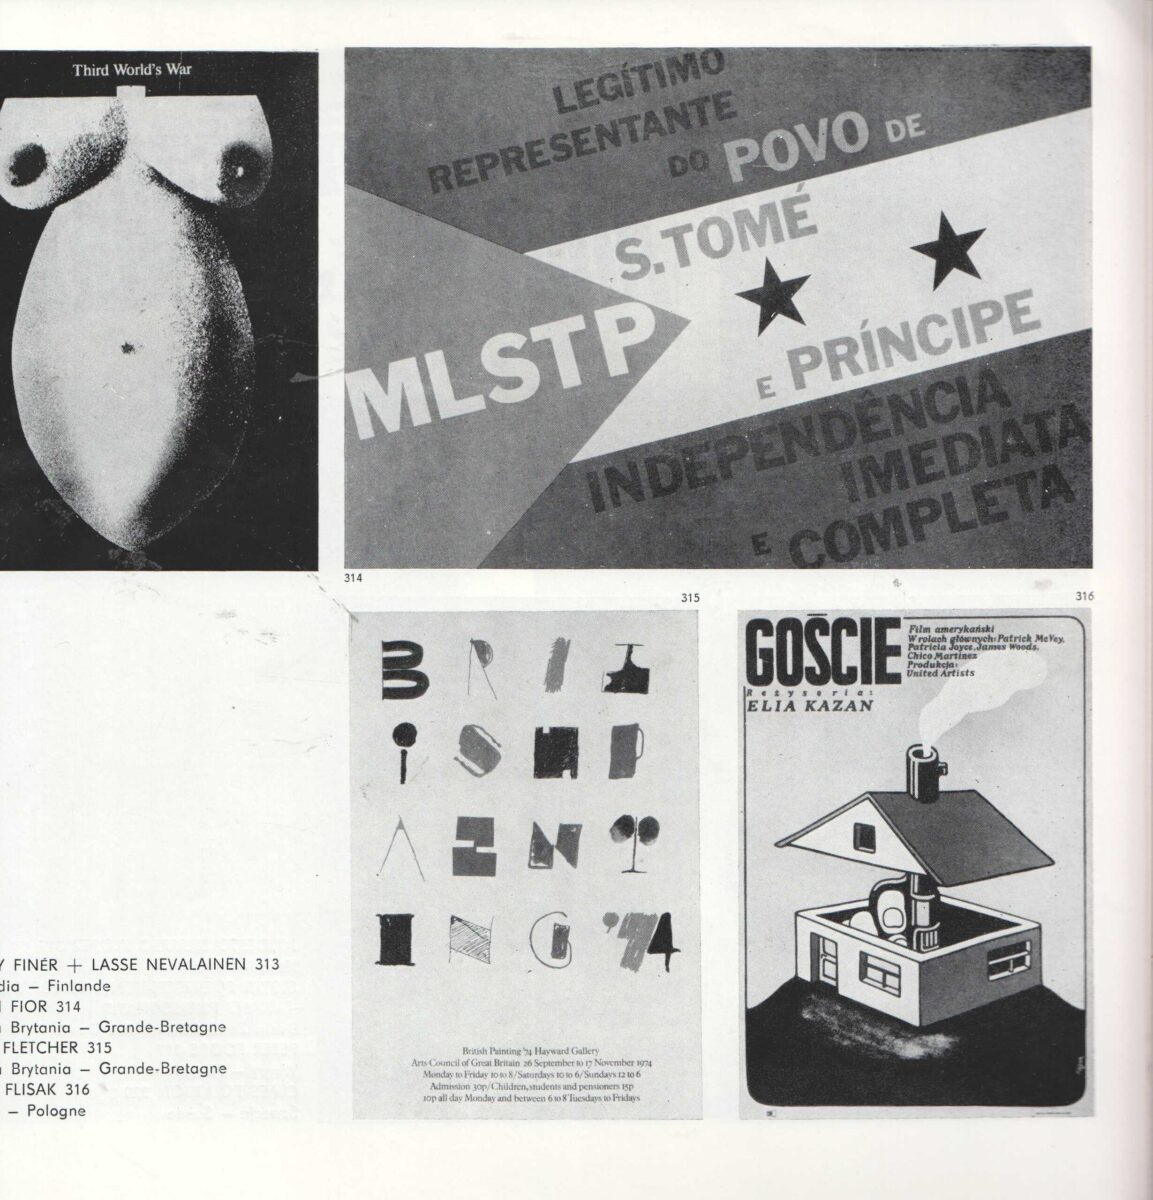 Third World's War
LEGÍTIMO
REPRESENTANTE
DO POVO DE
S.TOMÉ
MLSTP
E PRÍNCIPE
INDEPENDÊNCIA
IMEDIATA
E COMPLETA
314
315
316
BRITISH PAINTING '74
British Painting '74 Hayward Gallery
Arts Council of Great Britain 26 September to 17 November 1974
Monday to Friday 10 to 8/Saturdays 10 to 6/Sundays 12 to 6
Admission 30p/Children, students and pensioners 15p
10p all day Monday and between 6 to 8 Tuesdays to Fridays
GOŚCIE
Film amerykański
W rolach głównych: Patrick McVey,
Patricia Joyce, James Woods,
Chico Martinez
Produkcja:
United Artists
Reżyseria:
ELIA KAZAN
Y FINÉR + LASSE NEVALAINEN 313
dia – Finlande
FIOR 314
Brytania – Grande-Bretagne
FLETCHER 315
Brytania – Grande-Bretagne
FLISAK 316
– Pologne